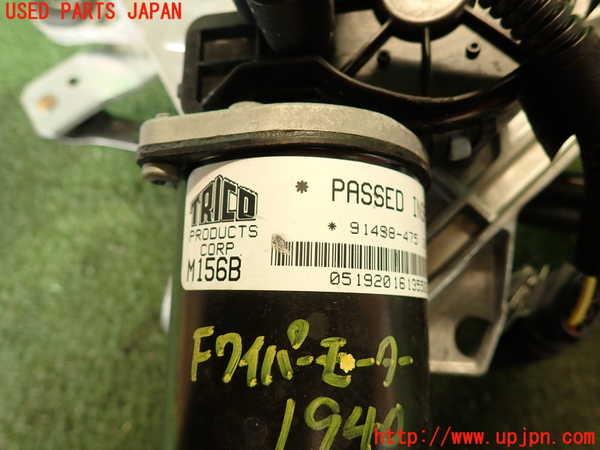 USED PARTS JAPAN
TRICO
PRODUCTS
CORP
M156B
* PASSED INS
* 91498-475
Fワイパーモーター
http://www.upjpn.com